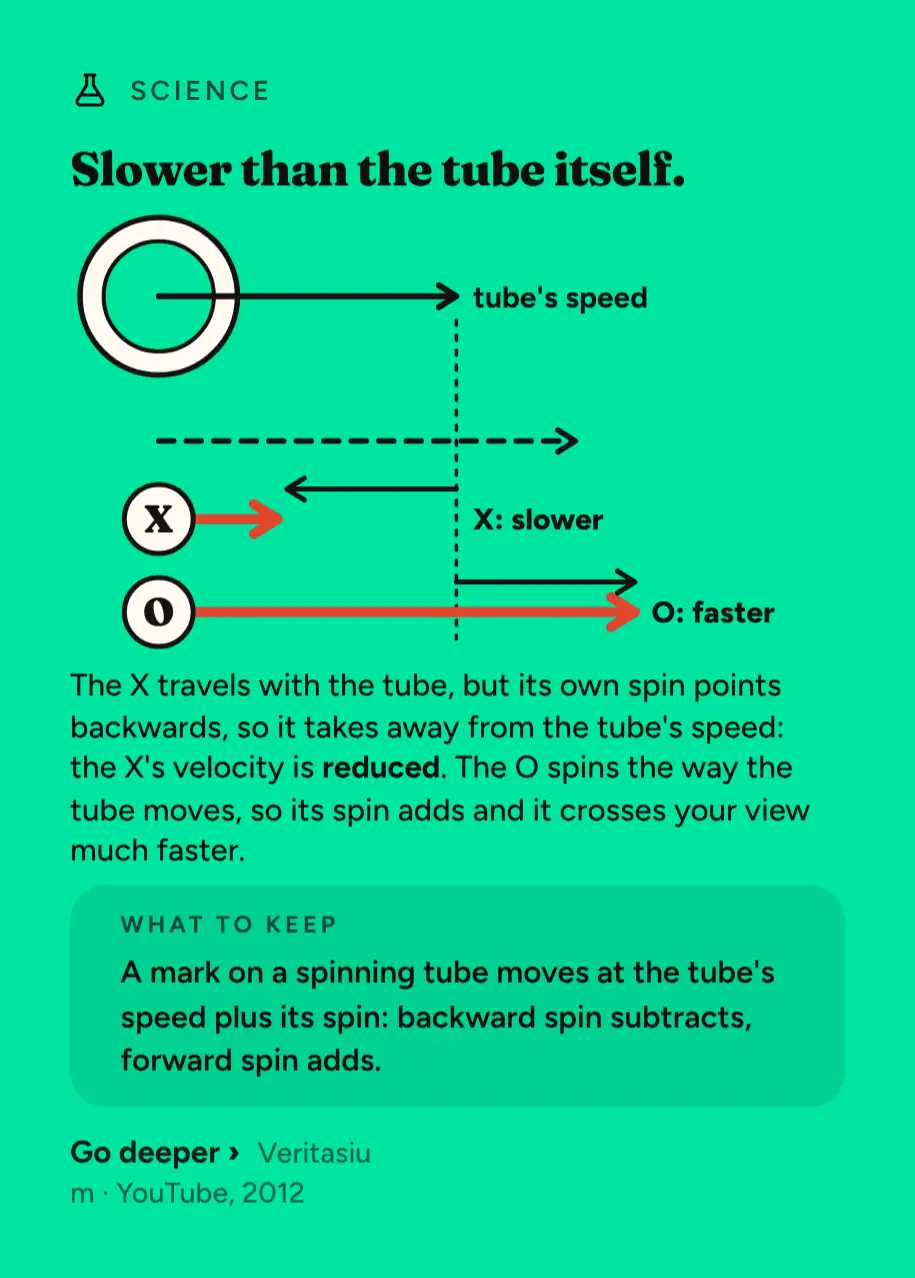 SCIENCE
Slower than the tube itself.
tube's speed
X
X: slower
O
O: faster
The X travels with the tube, but its own spin points
backwards, so it takes away from the tube's speed:
the X's velocity is reduced. The O spins the way the
tube moves, so its spin adds and it crosses your view
much faster.
WHAT TO KEEP
A mark on a spinning tube moves at the tube's
speed plus its spin: backward spin subtracts,
forward spin adds.
Go deeper › Veritasiu
m · YouTube, 2012